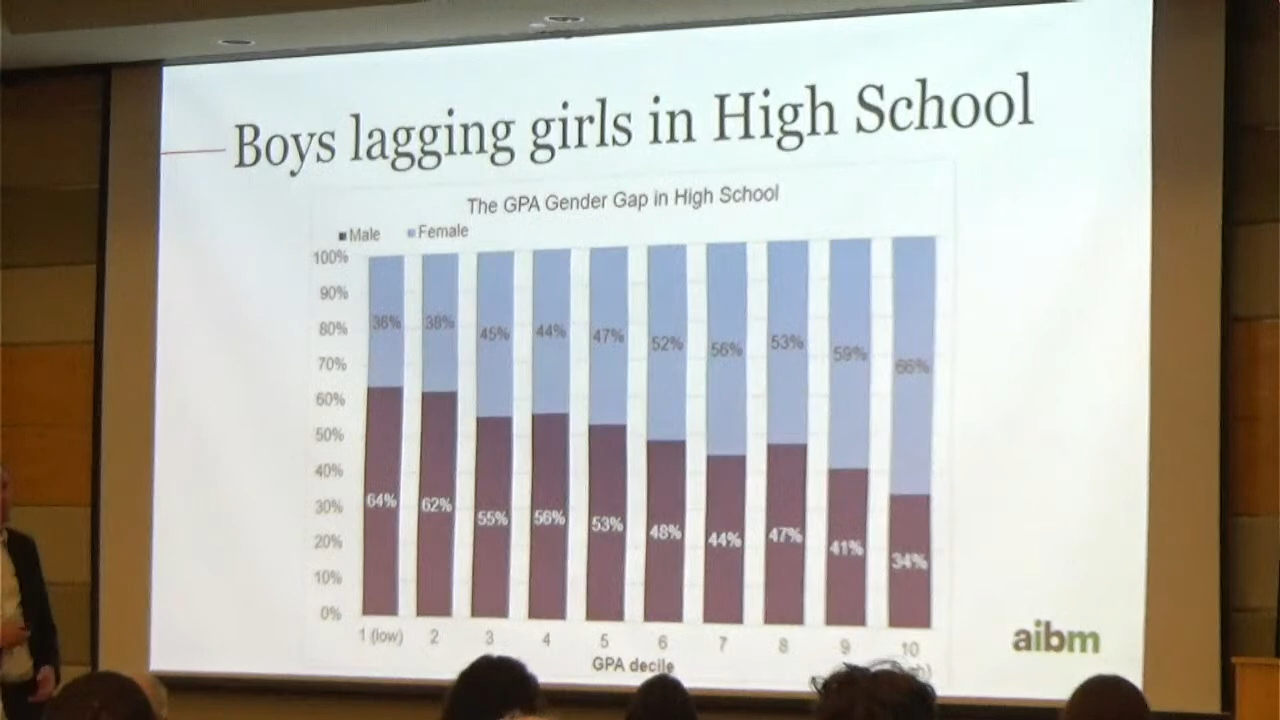 Boys lagging girls in High School
The GPA Gender Gap in High School
Male Female
100%
90%
80%
70%
60%
50%
40%
30%
20%
10%
0%
36% 38% 45% 44% 47% 52% 56% 53% 59% 66%
64% 62% 55% 56% 53% 48% 44% 47% 41% 34%
1 (low) 2 3 4 5 6 7 8 9 10
GPA decile
aibm